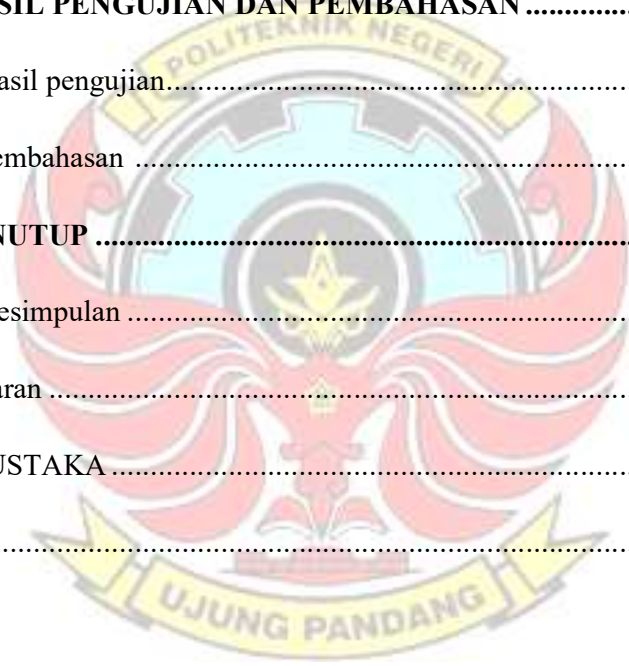 SIL PENGUJIAN DAN PEMBAHASAN ................
POLITEKNIK NEGERI
asil pengujian................................................................
embahasan ................................................................
NUTUP ................................................................
esimpulan ................................................................
aran ................................................................
USTAKA ................................................................
................................................................
UJUNG PANDANG